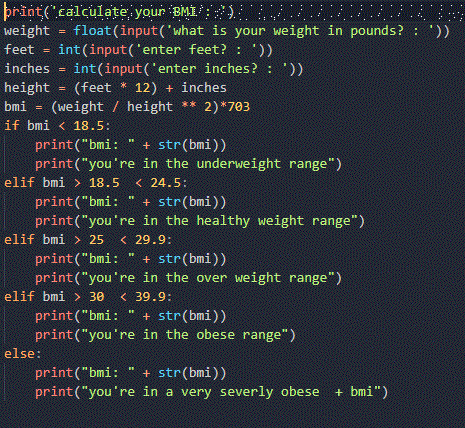 print('calculate your BMI : ')
weight = float(input('what is your weight in pounds? : '))
feet = int(input('enter feet? : '))
inches = int(input('enter inches? : '))
height = (feet * 12) + inches
bmi = (weight / height ** 2)*703
if bmi < 18.5:
    print("bmi: " + str(bmi))
    print("you're in the underweight range")
elif bmi > 18.5  < 24.5:
    print("bmi: " + str(bmi))
    print("you're in the healthy weight range")
elif bmi > 25  < 29.9:
    print("bmi: " + str(bmi))
    print("you're in the over weight range")
elif bmi > 30  < 39.9:
    print("bmi: " + str(bmi))
    print("you're in the obese range")
else:
    print("bmi: " + str(bmi))
    print("you're in a very severly obese  + bmi")